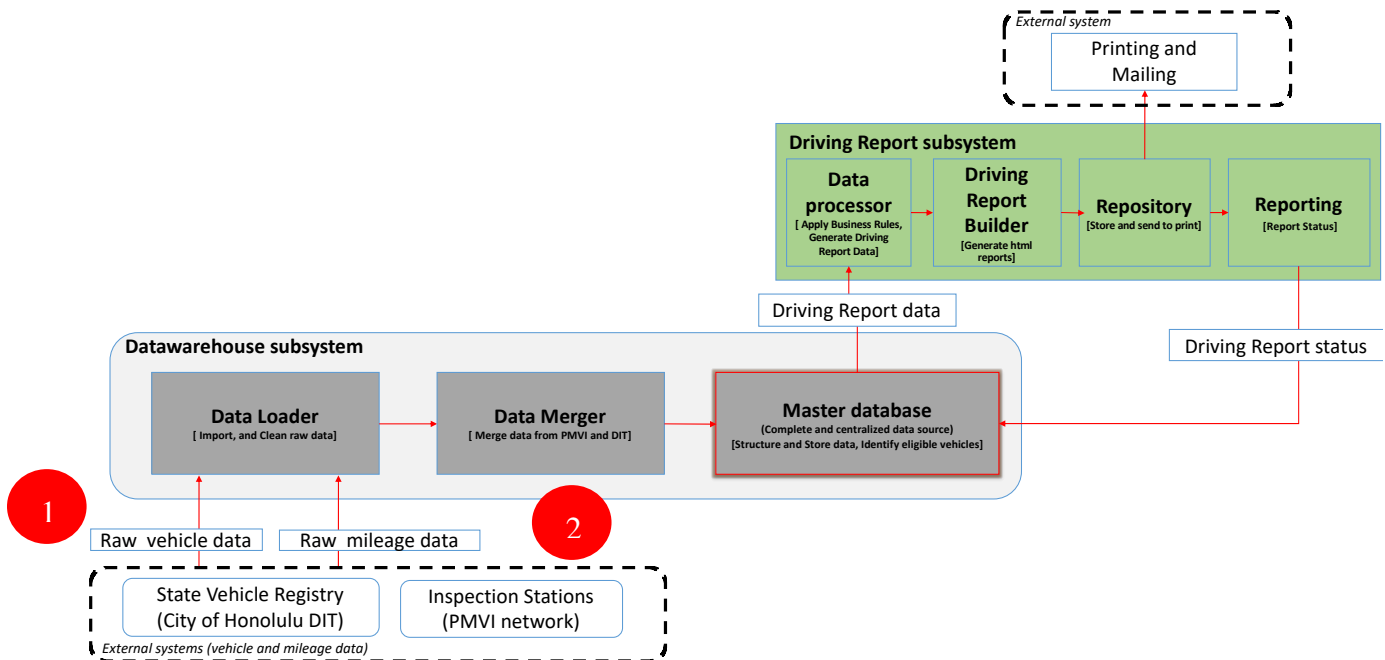 External system
Printing and
Mailing
Driving Report subsystem
Data
processor
[ Apply Business Rules,
Generate Driving
Report Data]
Driving
Report
Builder
[Generate html
reports]
Repository
[Store and send to print]
Reporting
[Report Status]
Driving Report data
Driving Report status
Datawarehouse subsystem
Data Loader
[ Import, and Clean raw data]
Data Merger
[ Merge data from PMVI and DIT]
Master database
(Complete and centralized data source)
[Structure and Store data, Identify eligible vehicles]
1
2
Raw vehicle data
Raw mileage data
State Vehicle Registry
(City of Honolulu DIT)
Inspection Stations
(PMVI network)
External systems (vehicle and mileage data)